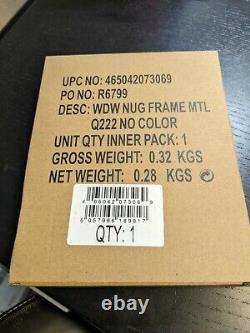 UPC NO: 465042073069
PO NO: R6799
DESC: WDW NUG FRAME MTL
Q222 NO COLOR
UNIT QTY INNER PACK: 1
GROSS WEIGHT: 0.32 KGS
NET WEIGHT: 0.28 KGS
QTY: 1